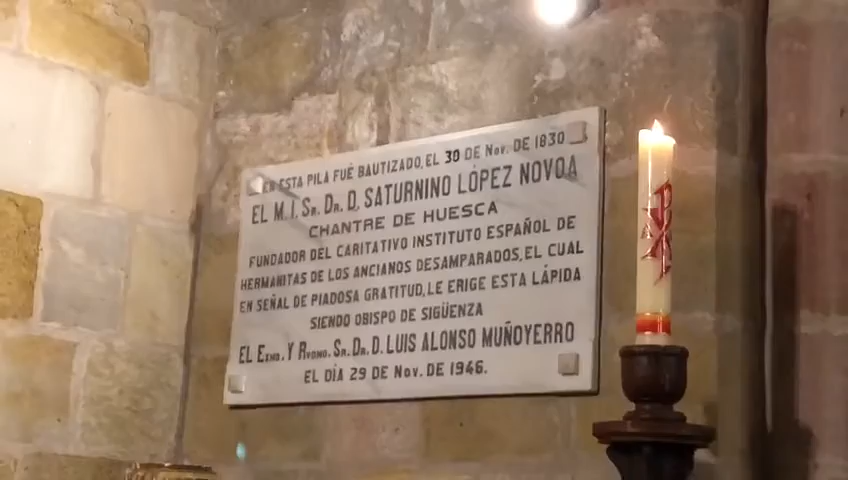 EN ESTA PILA FUÉ BAUTIZADO, EL 30 DE Nov. DE 1830
EL M. I. Sr. Dr. D. SATURNINO LÓPEZ NOVOA
CHANTRE DE HUESCA
FUNDADOR DEL CARITATIVO INSTITUTO ESPAÑOL DE
HERMANITAS DE LOS ANCIANOS DESAMPARADOS, EL CUAL
EN SEÑAL DE PIADOSA GRATITUD, LE ERIGE ESTA LÁPIDA
SIENDO OBISPO DE SIGÜENZA
EL Exmo. Y Rvdmo. Sr. Dr. D. LUIS ALONSO MUÑOYERRO
EL DÍA 29 DE Nov. DE 1946.